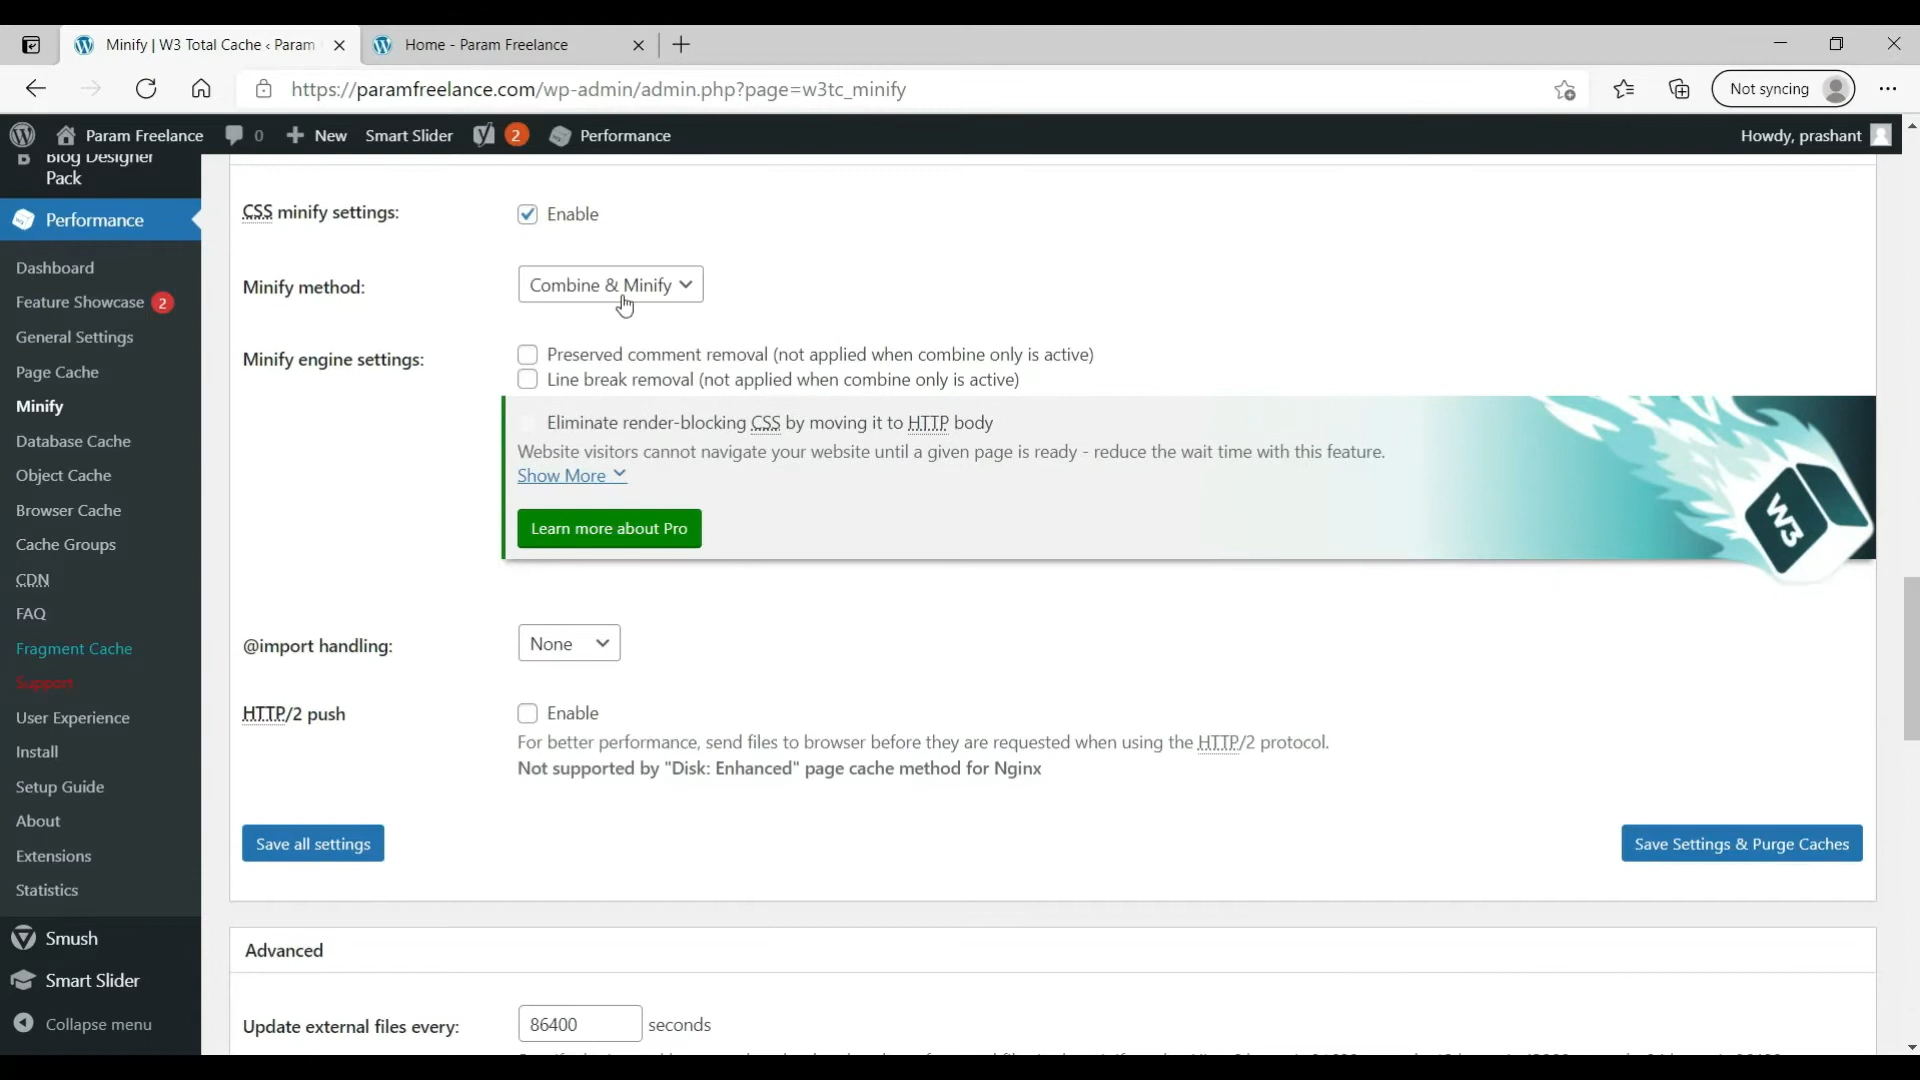 Minify | W3 Total Cache ‹ Param
Home - Param Freelance
https://paramfreelance.com/wp-admin/admin.php?page=w3tc_minify
Not syncing
Param Freelance
0
New
Smart Slider
2
Performance
Howdy, prashant
Blog Designer
Pack
Performance
Dashboard
Feature Showcase 2
General Settings
Page Cache
Minify
Database Cache
Object Cache
Browser Cache
Cache Groups
CDN
FAQ
Fragment Cache
Support
User Experience
Install
Setup Guide
About
Extensions
Statistics
Smush
Smart Slider
Collapse menu
CSS minify settings:
Enable
Minify method:
Combine & Minify
Minify engine settings:
Preserved comment removal (not applied when combine only is active)
Line break removal (not applied when combine only is active)
Eliminate render-blocking CSS by moving it to HTTP body
Website visitors cannot navigate your website until a given page is ready - reduce the wait time with this feature.
Show More
Learn more about Pro
W3
@import handling:
None
HTTP/2 push
Enable
For better performance, send files to browser before they are requested when using the HTTP/2 protocol.
Not supported by "Disk: Enhanced" page cache method for Nginx
Save all settings
Save Settings & Purge Caches
Advanced
Update external files every:
86400 seconds